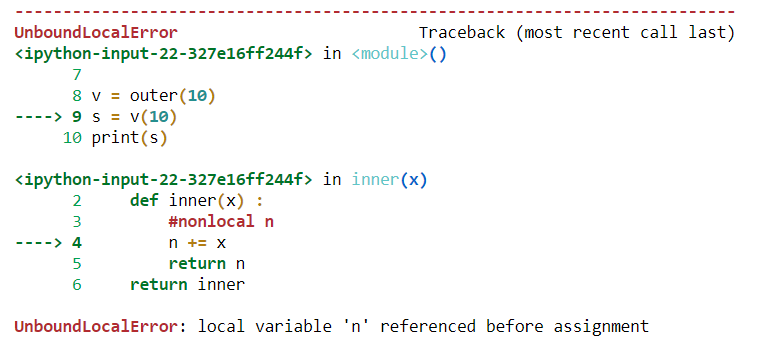 ---------------------------------------------------------------------------
UnboundLocalError                         Traceback (most recent call last)
<ipython-input-22-327e16ff244f> in <module>()
      7 
      8 v = outer(10)
----> 9 s = v(10)
     10 print(s)

<ipython-input-22-327e16ff244f> in inner(x)
      2     def inner(x) :
      3         #nonlocal n
----> 4         n += x
      5         return n
      6     return inner

UnboundLocalError: local variable 'n' referenced before assignment